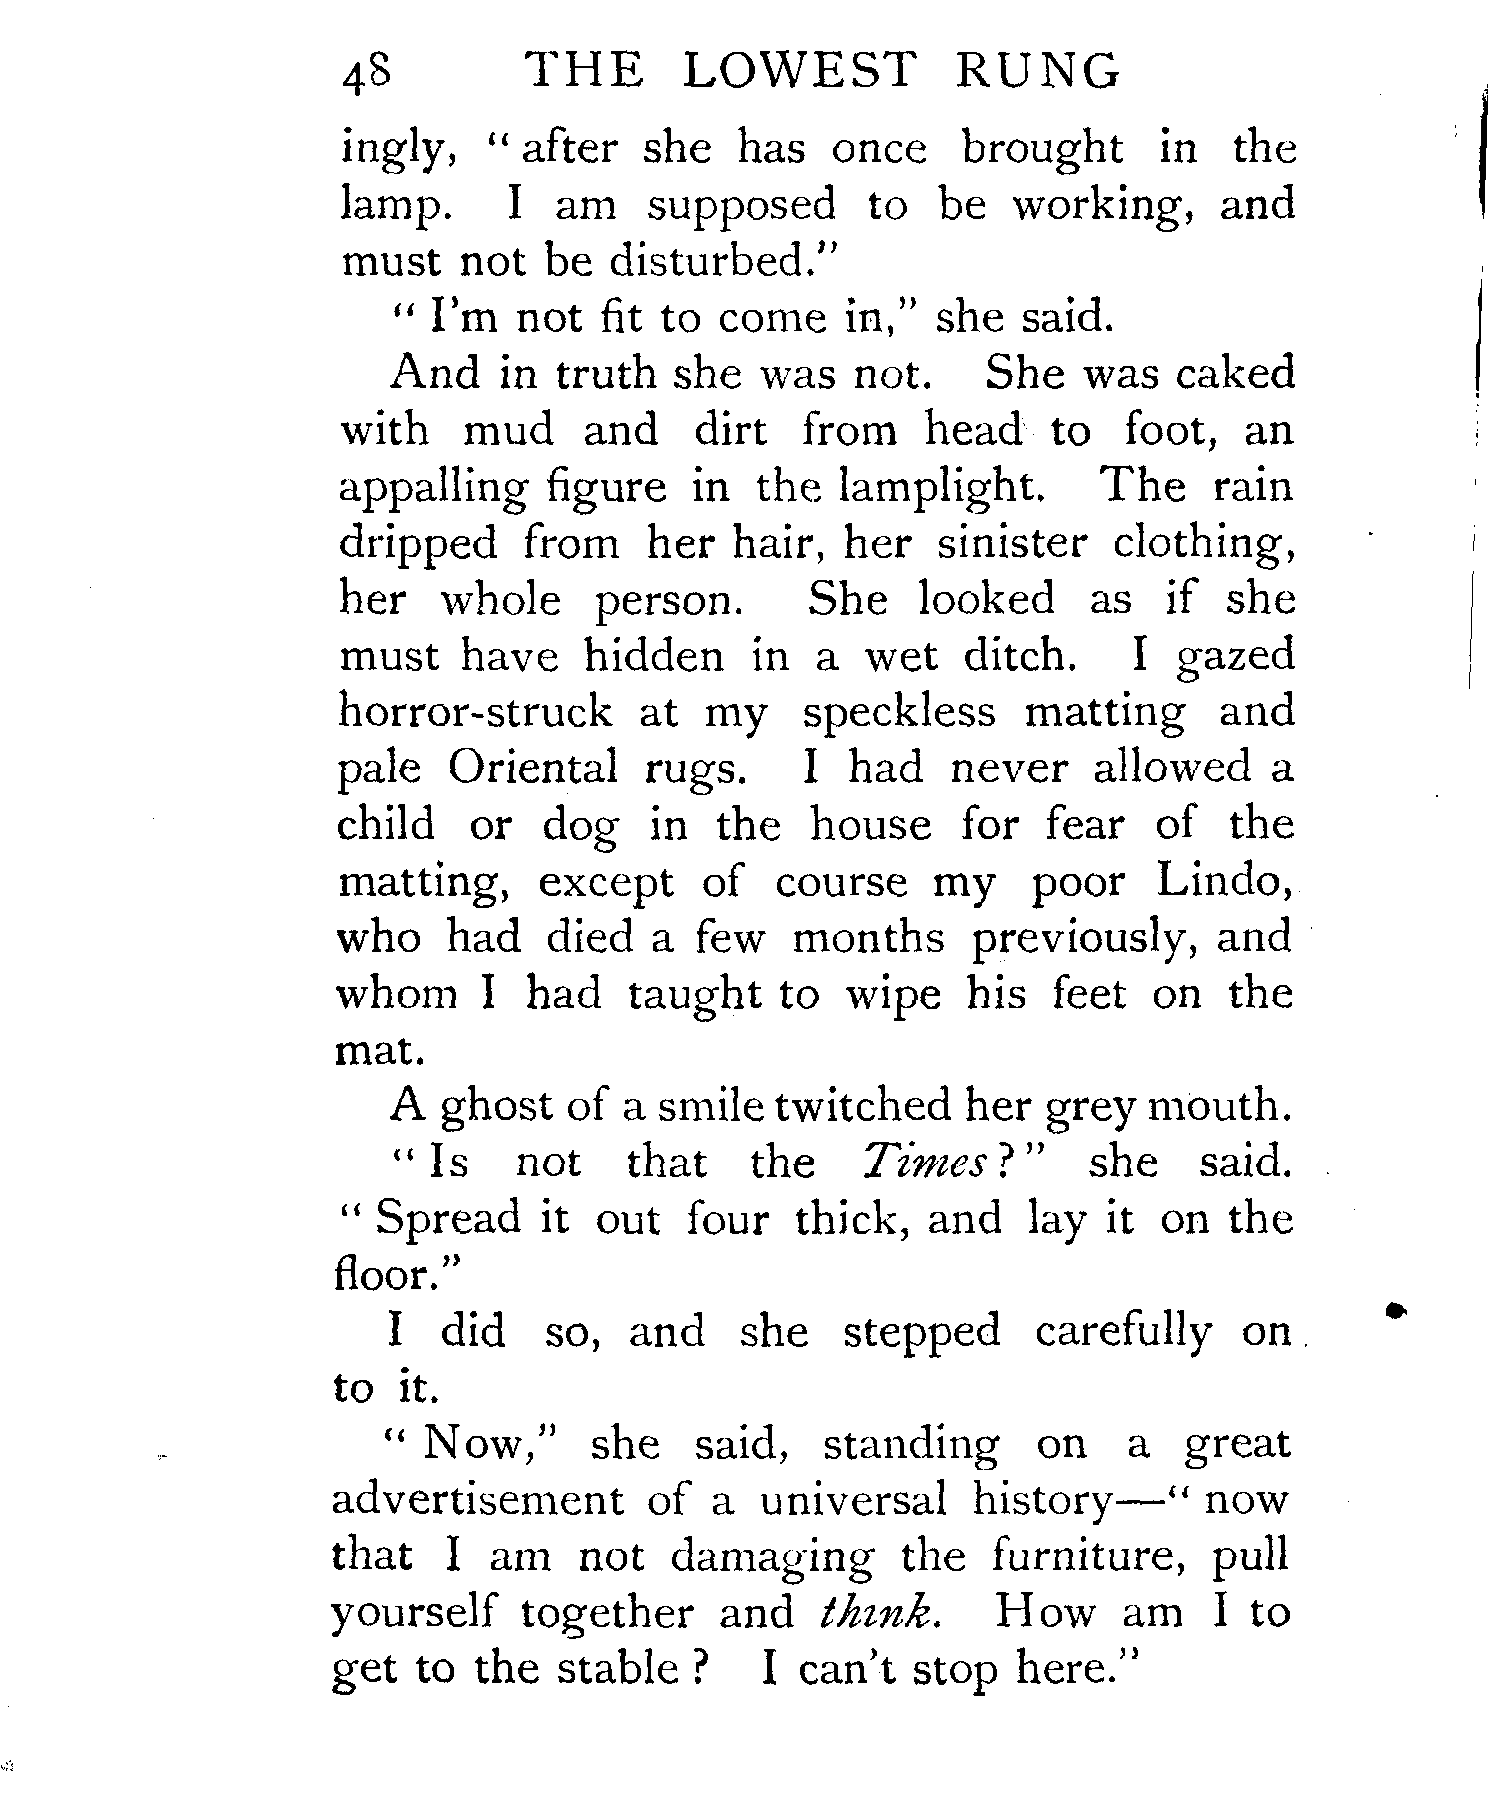 48 THE LOWEST RUNG
ingly, “ after she has once brought in the
lamp. I am supposed to be working, and
must not be disturbed.”
“ I’m not fit to come in,” she said.
And in truth she was not. She was caked
with mud and dirt from head to foot, an
appalling figure in the lamplight. The rain
dripped from her hair, her sinister clothing,
her whole person. She looked as if she
must have hidden in a wet ditch. I gazed
horror-struck at my speckless matting and
pale Oriental rugs. I had never allowed a
child or dog in the house for fear of the
matting, except of course my poor Lindo,
who had died a few months previously, and
whom I had taught to wipe his feet on the
mat.
A ghost of a smile twitched her grey mouth.
“ Is not that the Times ? ” she said.
“ Spread it out four thick, and lay it on the
floor.”
I did so, and she stepped carefully on
to it.
“ Now,” she said, standing on a great
advertisement of a universal history—“ now
that I am not damaging the furniture, pull
yourself together and think. How am I to
get to the stable ? I can’t stop here.”